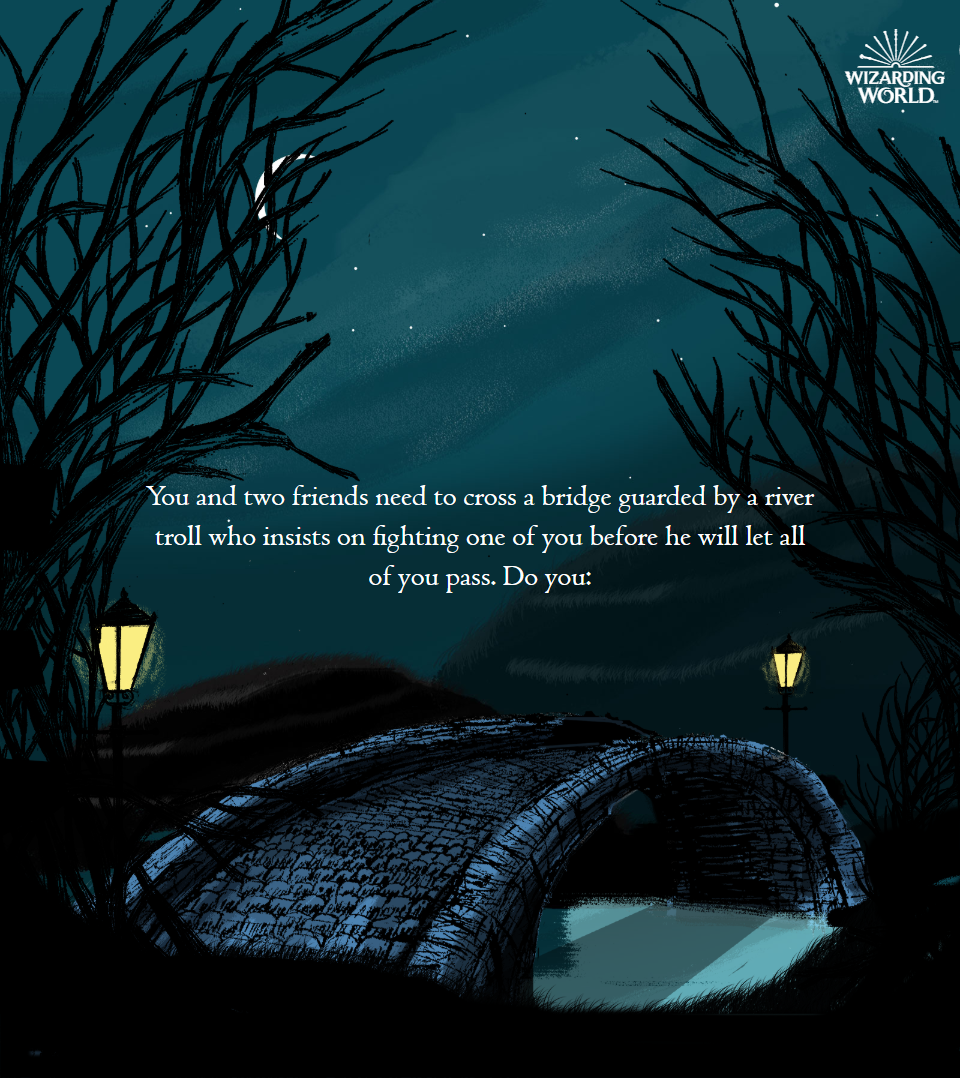 WIZARDING
WORLD™
You and two friends need to cross a bridge guarded by a river
troll who insists on fighting one of you before he will let all
of you pass. Do you: